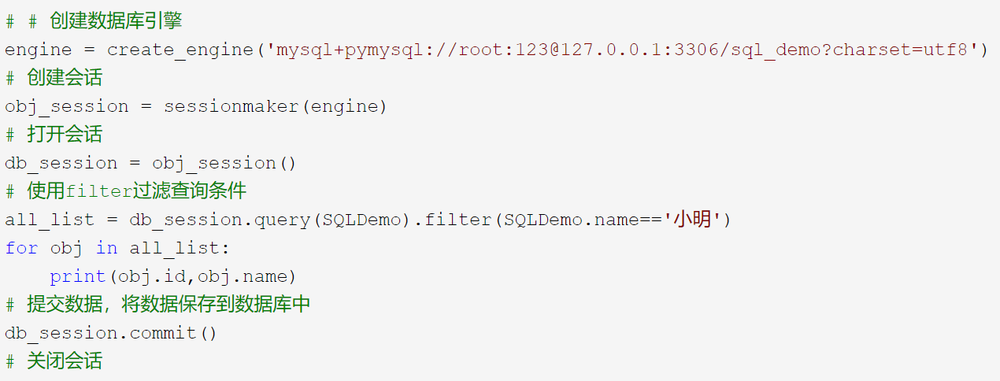 # # 创建数据库引擎
engine = create_engine('mysql+pymysql://root:123@127.0.0.1:3306/sql_demo?charset=utf8')
# 创建会话
obj_session = sessionmaker(engine)
# 打开会话
db_session = obj_session()
# 使用filter过滤查询条件
all_list = db_session.query(SQLDemo).filter(SQLDemo.name=='小明')
for obj in all_list:
    print(obj.id,obj.name)
# 提交数据，将数据保存到数据库中
db_session.commit()
# 关闭会话